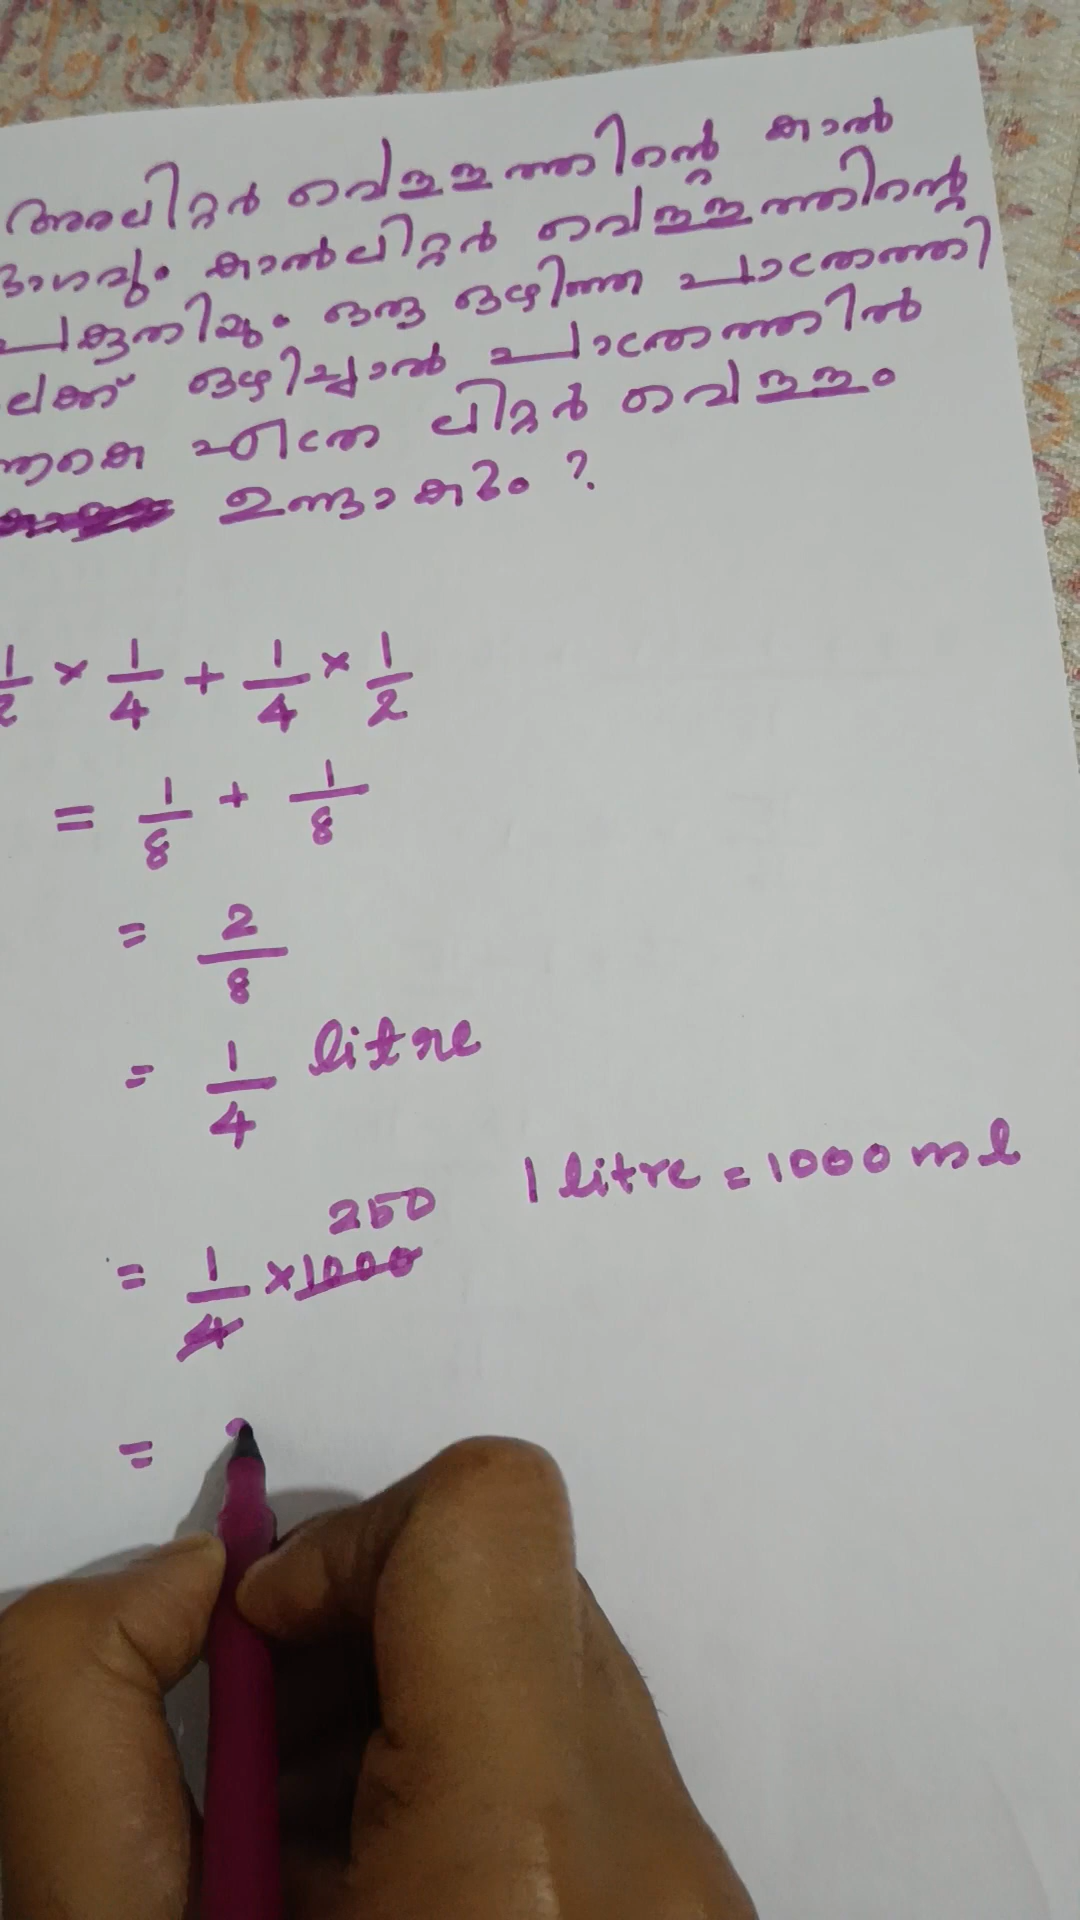 അരലിറ്റർ വെള്ളത്തിന്റെ കാൽ
ഭാഗവും കാൽലിറ്റർ വെള്ളത്തിന്റെ
പകുതിയും ഒരു ഒഴിഞ്ഞ പാത്രത്തി
ലേക്ക് ഒഴിച്ചാൽ പാത്രത്തിൽ
എത്ര ലിറ്റർ വെള്ളം
ഉണ്ടാകും ?
1/2 × 1/4 + 1/4 × 1/2
= 1/8 + 1/8
= 2/8
= 1/4 litre
1 litre = 1000 ml
250
= 1/4 × 1000
=